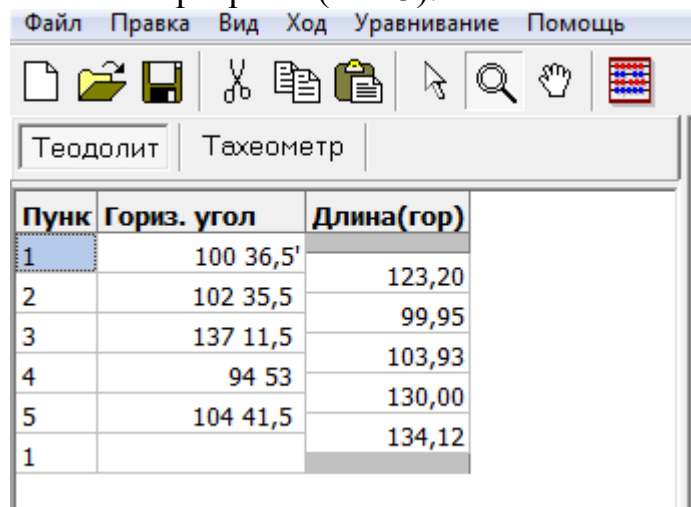 Файл Правка Вид Ход Уравнивание Помощь
Теодолит Тахеометр
Пунк Гориз. угол Длина(гор)
1 100 36,5'
123,20
2 102 35,5
99,95
3 137 11,5
103,93
4 94 53
130,00
5 104 41,5
134,12
1